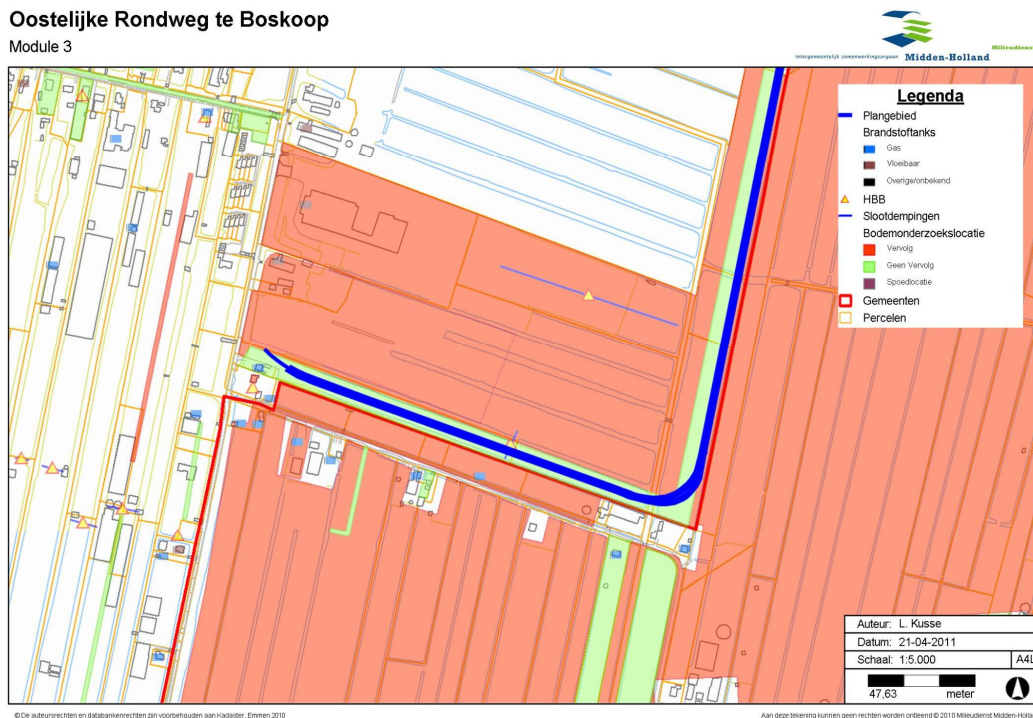 Oostelijke Rondweg te Boskoop
Module 3
Intergemeentelijk samenwerkingsorgaan Midden-Holland
Milieudienst
Legenda
Plangebied
Brandstoftanks
Gas
Vloeibaar
Overige/onbekend
HBB
Slootdempingen
Bodemonderzoekslocatie
Vervolg
Geen Vervolg
Spoedlocatie
Gemeenten
Percelen
Auteur: L. Kusse
Datum: 21-04-2011
Schaal: 1:5.000 A4L
47,63 meter
© De auteursrechten en databankenrechten zijn voorbehouden aan Kadaster. Emmen 2010
Aan deze tekening kunnen geen rechten worden ontleend © 2010 Milieudienst Midden-Holla